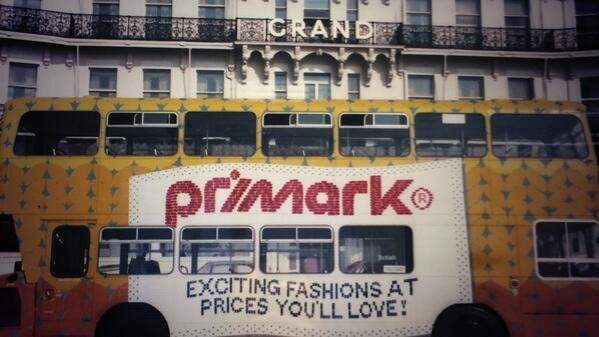 GRAND
PRIMARK®
EXCITING FASHIONS AT
PRICES YOU'LL LOVE!